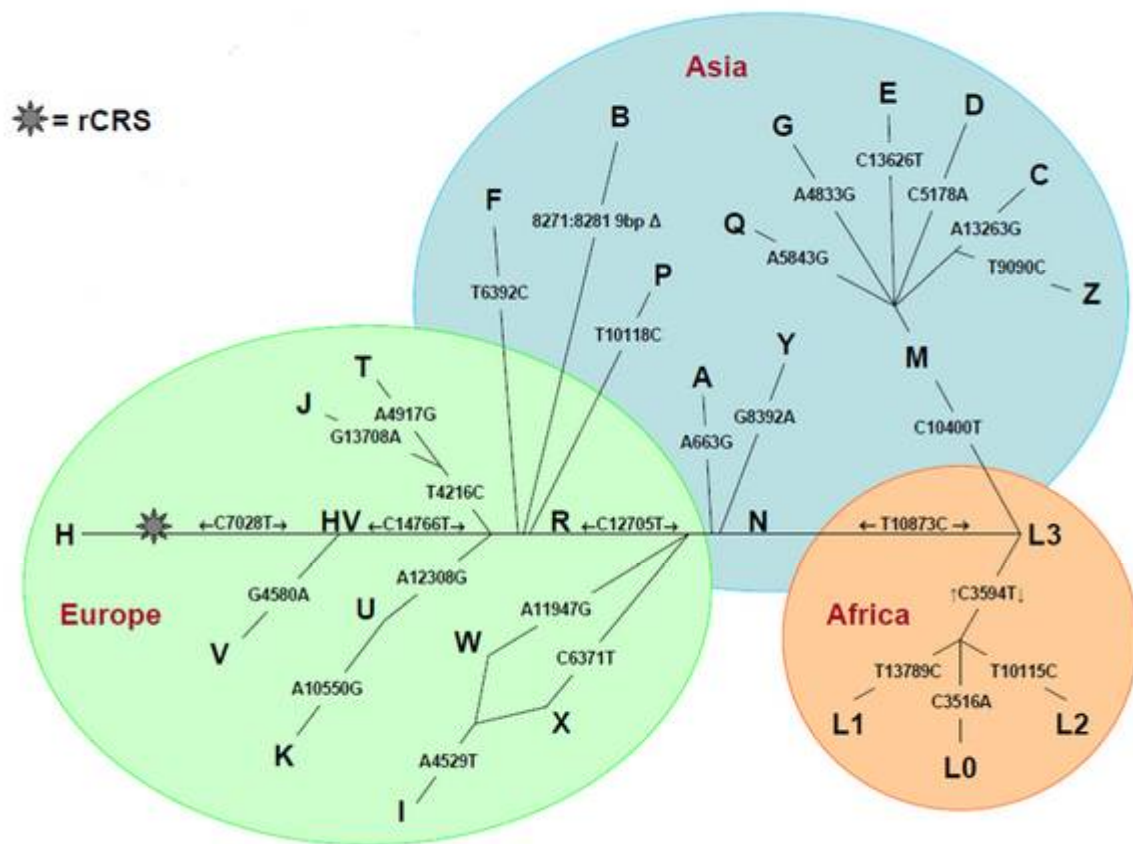 Asia
= rCRS
E
D
B
G
C13626T
C
F
A4833G
C5178A
8271:8281 9bp Δ
Q
A13263G
A5843G
T9090C
P
Z
T6392C
T10118C
Y
M
T
A
J
A4917G
G8392A
C10400T
G13708A
A663G
T4216C
H
←C7028T→
HV
←C14766T→
R
←C12705T→
N
←T10873C→
L3
A12308G
G4580A
↑C3594T↓
Europe
U
A11947G
Africa
V
W
C6371T
T13789C
T10115C
A10550G
C3516A
L1
X
L2
K
A4529T
L0
I